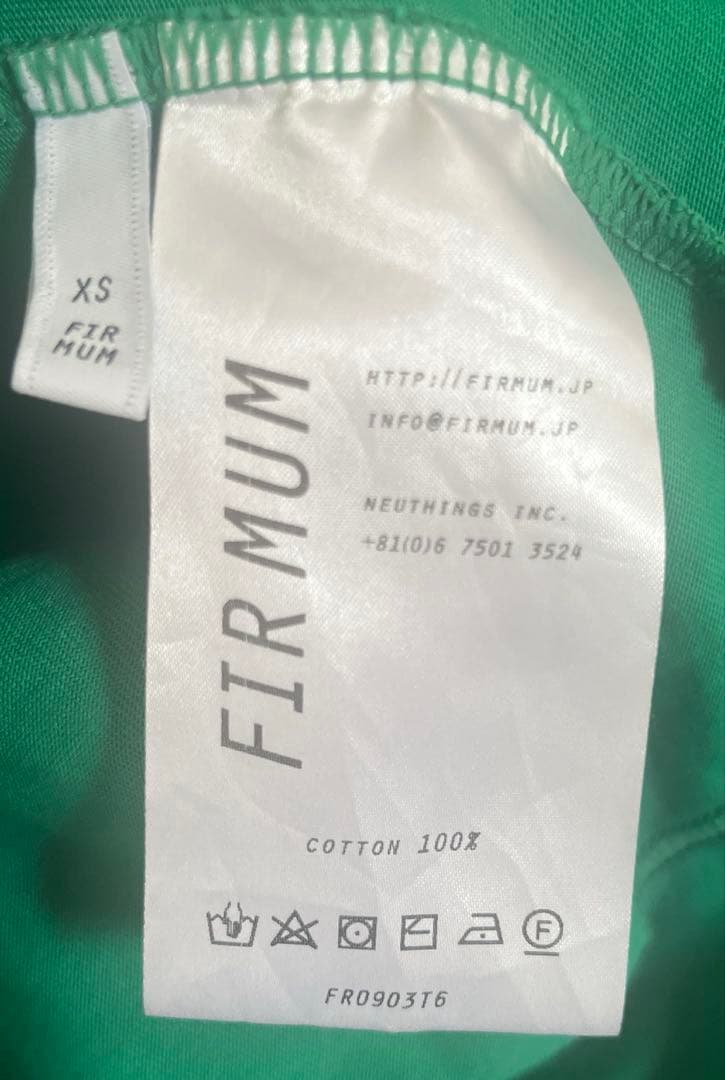 XS
FIR
MUM
FIRMUM
HTTP://FIRMUM.JP
INFO@FIRMUM.JP
NEUTHINGS INC.
+81(0)6 7501 3524
COTTON 100%
F
FR0903T6